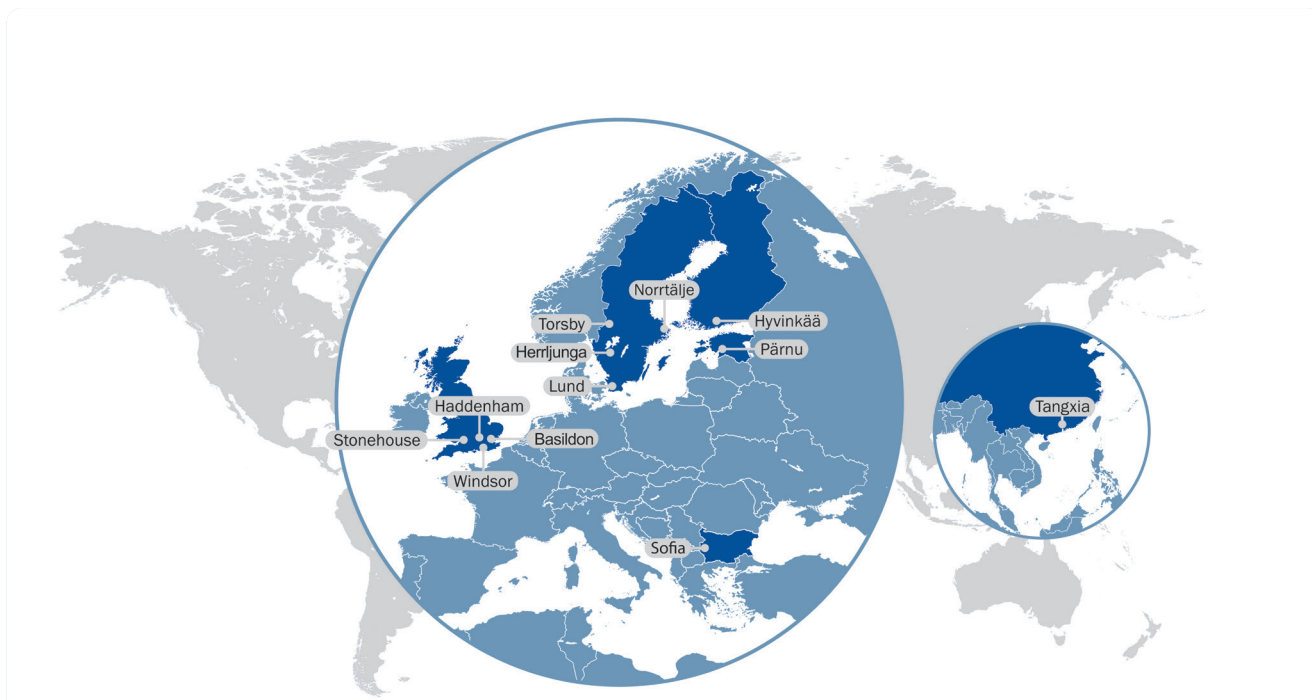 Norrtälje
Torsby
Hyvinkää
Herrljunga
Pärnu
Lund
Haddenham
Tangxia
Stonehouse
Basildon
Windsor
Sofia